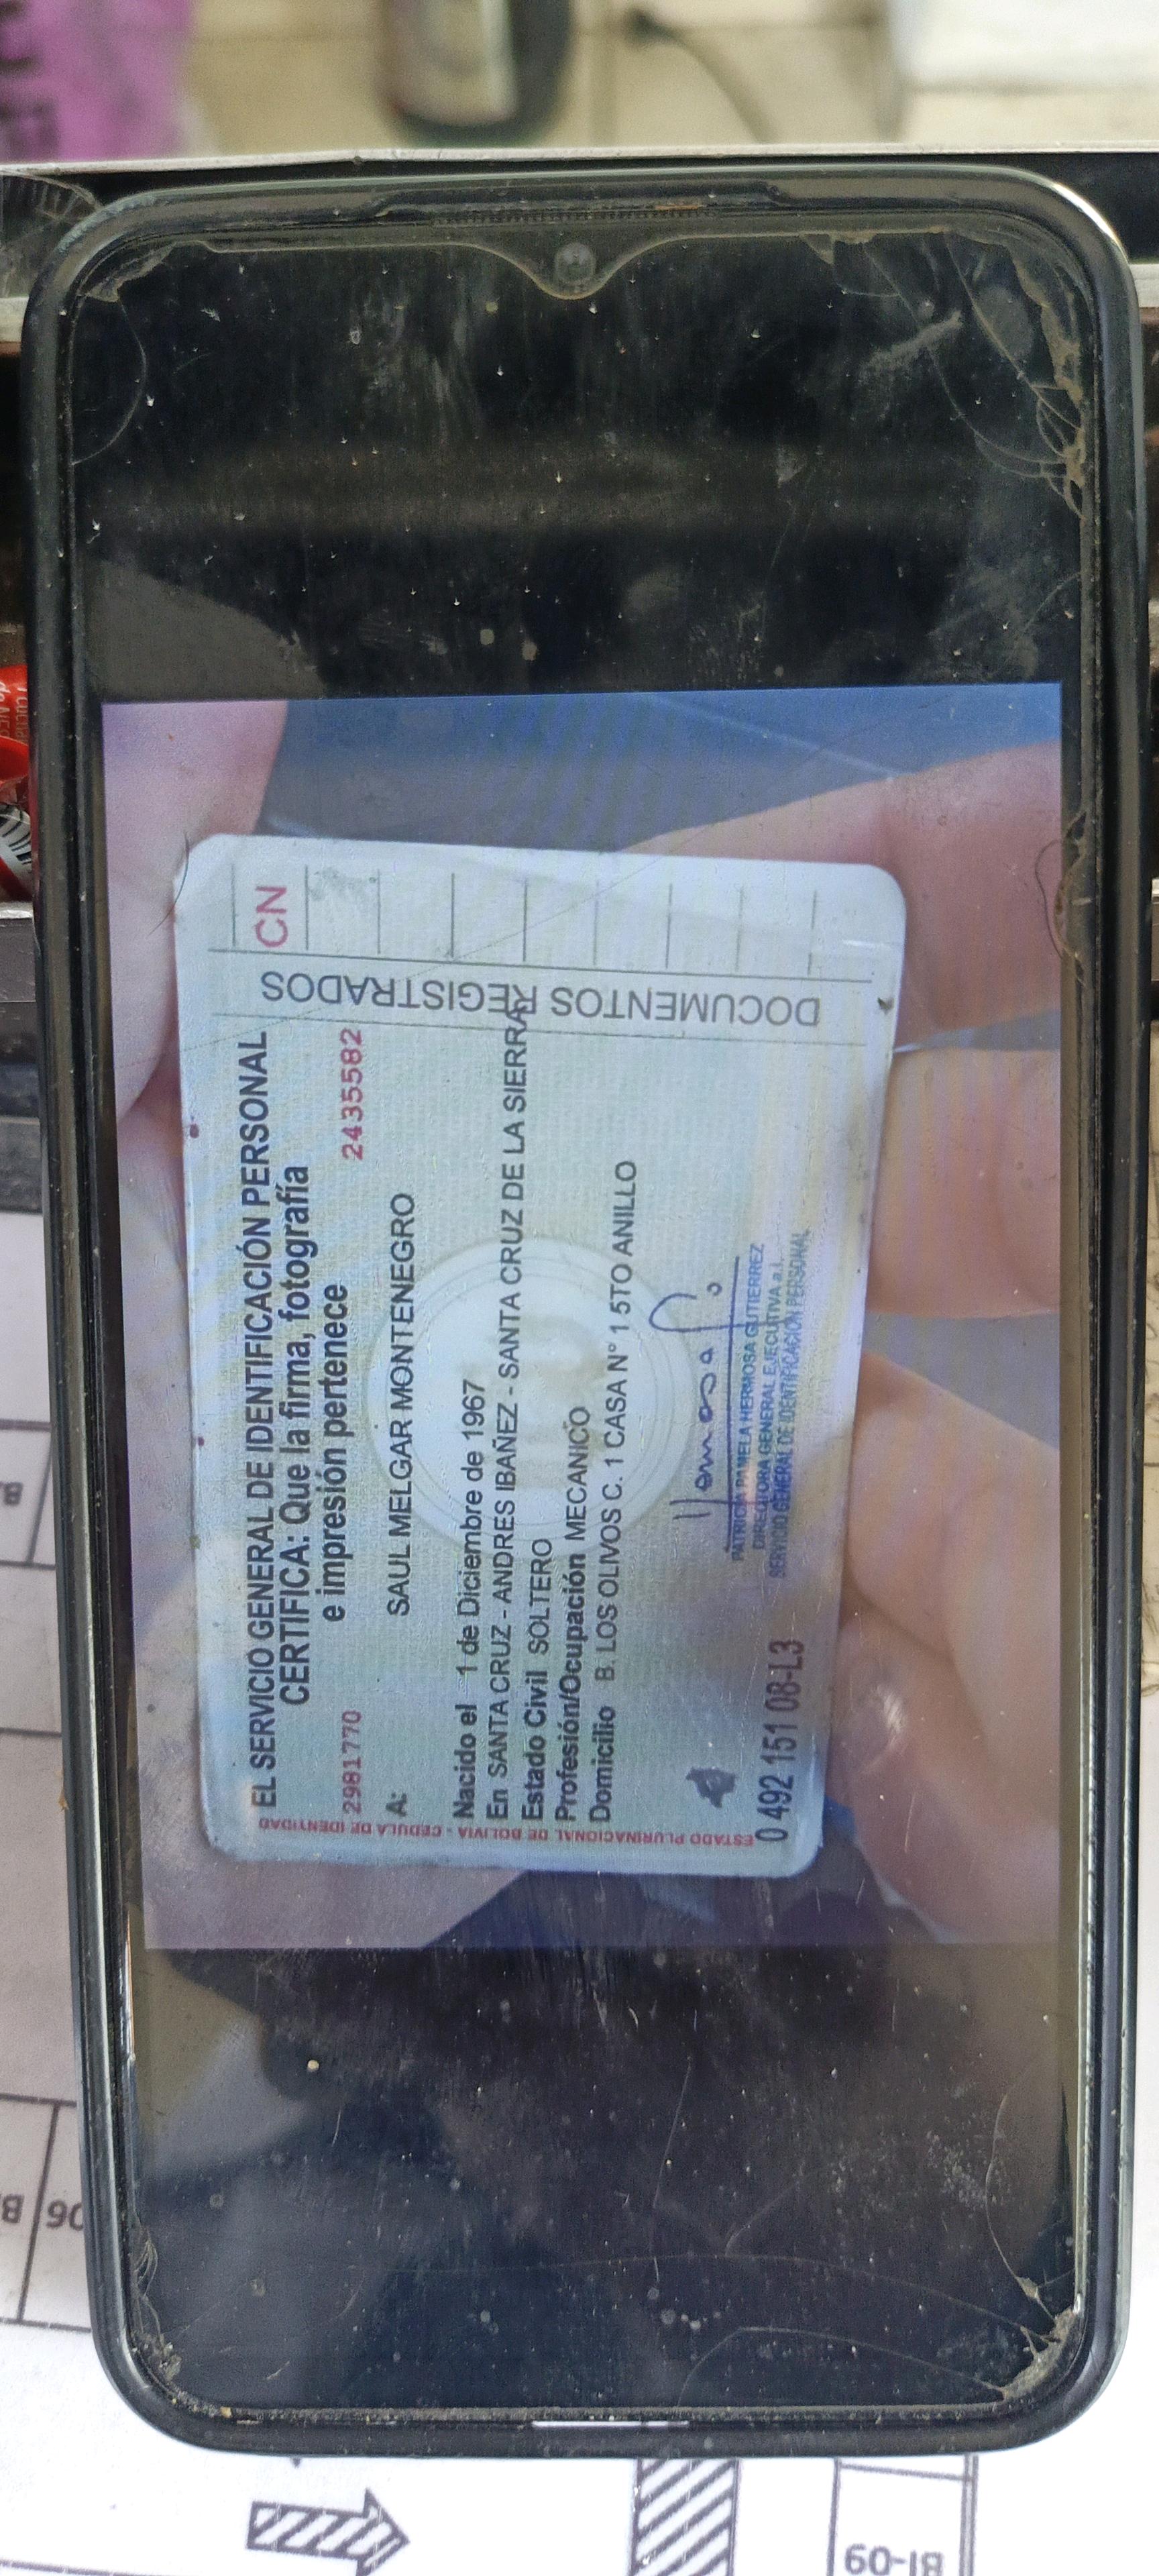 EL SERVICIO GENERAL DE IDENTIFICACIÓN PERSONAL
CERTIFICA: Que la firma, fotografía
e impresión pertenece
2981770
2435582
A: SAUL MELGAR MONTENEGRO
Nacido el 1 de Diciembre de 1967
En SANTA CRUZ - ANDRES IBAÑEZ - SANTA CRUZ DE LA SIERRA
Estado Civil SOLTERO
Profesión/Ocupación MECANICO
Domicilio B. LOS OLIVOS C. 1 CASA N° 1 5TO ANILLO
PATRICIA PAMELA HERMOSA GUTIERREZ
DIRECTORA GENERAL EJECUTIVA a.i.
SERVICIO GENERAL DE IDENTIFICACIÓN PERSONAL
0 492 151 08-L3
ESTADO PLURINACIONAL DE BOLIVIA - CEDULA DE IDENTIDAD
DOCUMENTOS REGISTRADOS
CN
BI-09